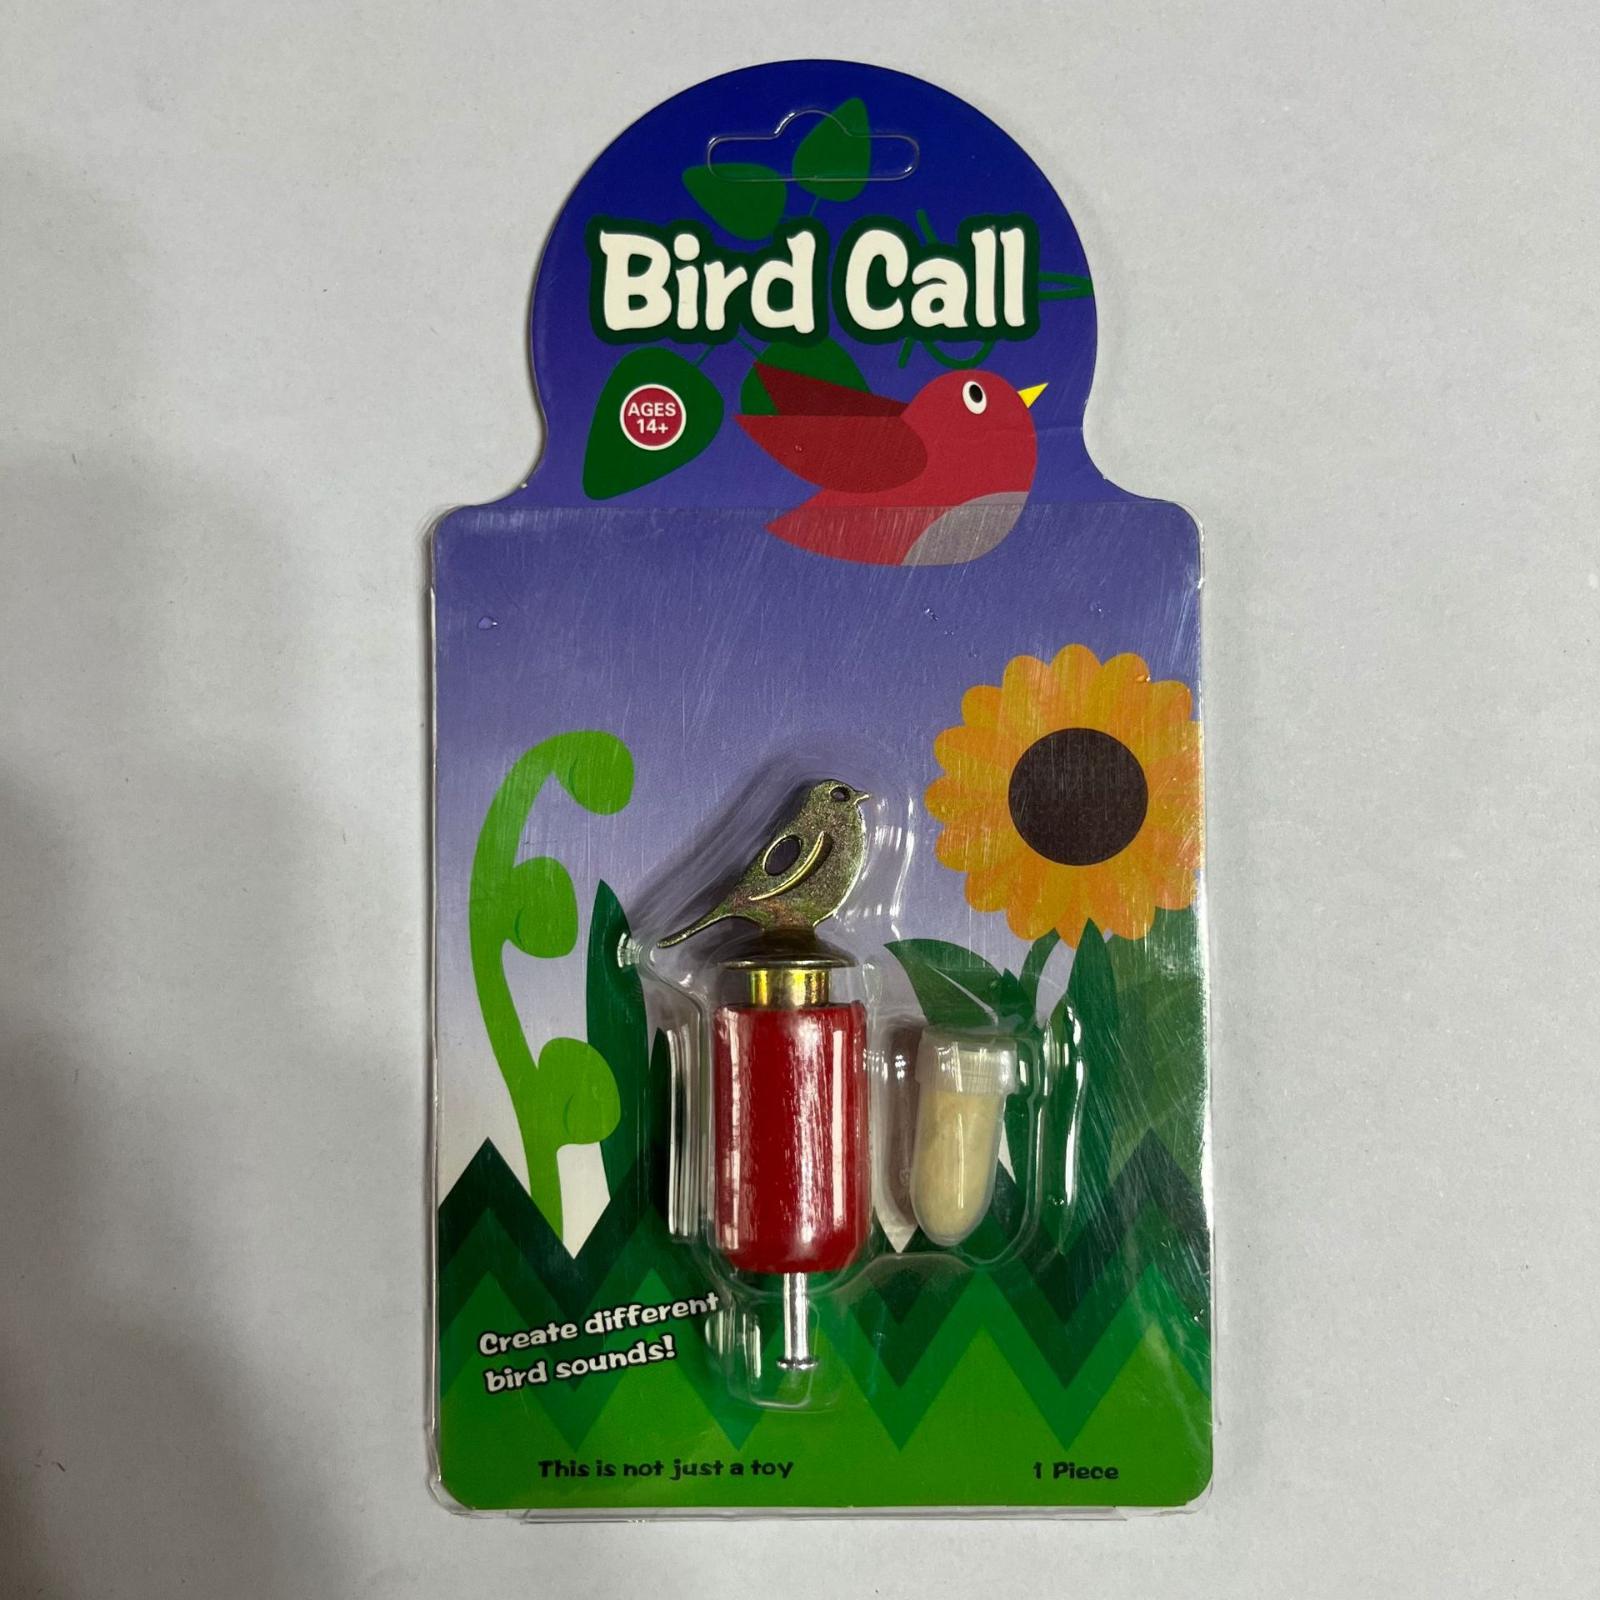 Bird Call
AGES
14+
Create different
bird sounds!
This is not just a toy
1 Piece